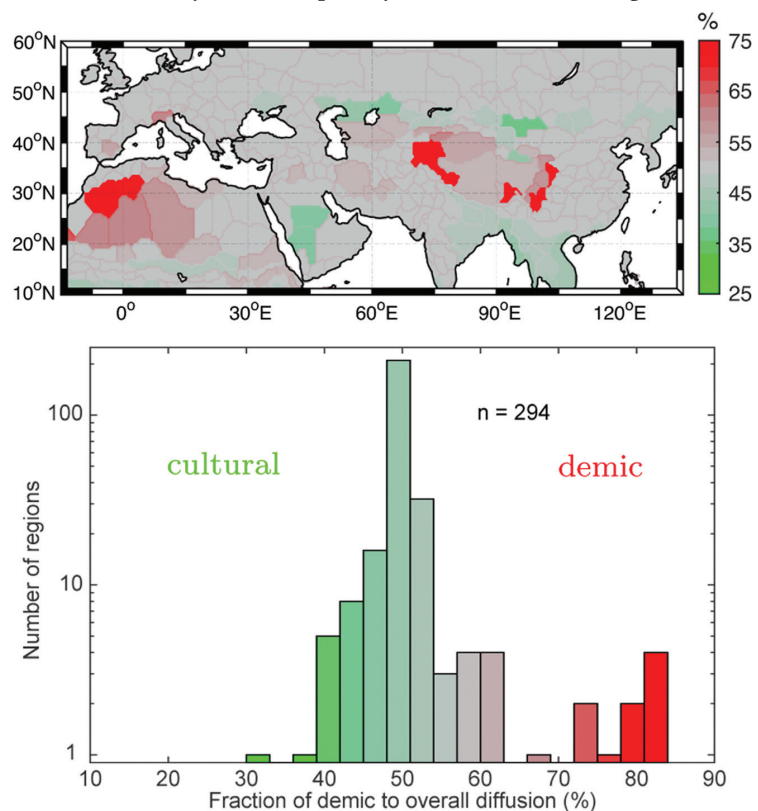 %
60°N
50°N
40°N
30°N
20°N
10°N
0°
30°E
60°E
90°E
120°E
75
65
55
45
35
25
n = 294
cultural
demic
Number of regions
100
10
1
10 20 30 40 50 60 70 80 90
Fraction of demic to overall diffusion (%)